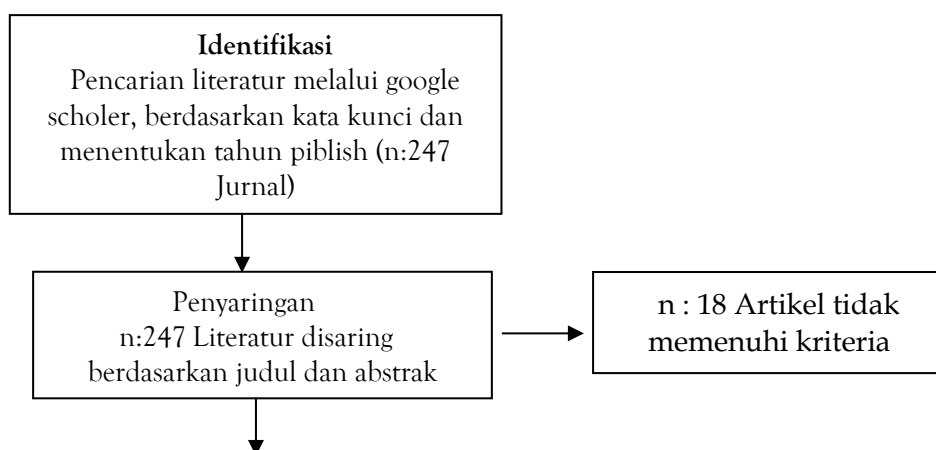 Identifikasi
Pencarian literatur melalui google
scholer, berdasarkan kata kunci dan
menentukan tahun piblish (n:247
Jurnal)
Penyaringan
n:247 Literatur disaring
berdasarkan judul dan abstrak
n : 18 Artikel tidak
memenuhi kriteria